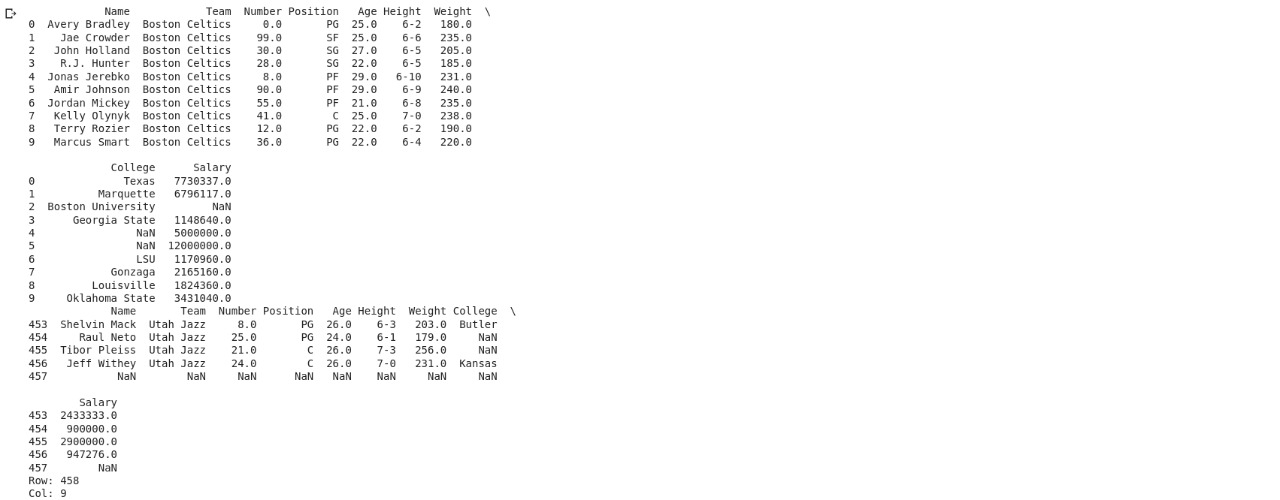 Name            Team  Number Position   Age Height  Weight  \
0  Avery Bradley  Boston Celtics     0.0       PG  25.0    6-2   180.0
1    Jae Crowder  Boston Celtics    99.0       SF  25.0    6-6   235.0
2   John Holland  Boston Celtics    30.0       SG  27.0    6-5   205.0
3    R.J. Hunter  Boston Celtics    28.0       SG  22.0    6-5   185.0
4  Jonas Jerebko  Boston Celtics     8.0       PF  29.0   6-10   231.0
5   Amir Johnson  Boston Celtics    90.0       PF  29.0    6-9   240.0
6  Jordan Mickey  Boston Celtics    55.0       PF  21.0    6-8   235.0
7   Kelly Olynyk  Boston Celtics    41.0        C  25.0    7-0   238.0
8   Terry Rozier  Boston Celtics    12.0       PG  22.0    6-2   190.0
9   Marcus Smart  Boston Celtics    36.0       PG  22.0    6-4   220.0
             College      Salary
0              Texas   7730337.0
1          Marquette   6796117.0
2  Boston University         NaN
3      Georgia State   1148640.0
4                NaN   5000000.0
5                NaN  12000000.0
6                LSU   1170960.0
7            Gonzaga   2165160.0
8         Louisville   1824360.0
9     Oklahoma State   3431040.0
             Name       Team  Number Position   Age Height  Weight College  \
453  Shelvin Mack  Utah Jazz     8.0       PG  26.0    6-3   203.0  Butler
454     Raul Neto  Utah Jazz    25.0       PG  24.0    6-1   179.0     NaN
455  Tibor Pleiss  Utah Jazz    21.0        C  26.0    7-3   256.0     NaN
456   Jeff Withey  Utah Jazz    24.0        C  26.0    7-0   231.0  Kansas
457           NaN        NaN     NaN      NaN   NaN    NaN     NaN     NaN
        Salary
453  2433333.0
454   900000.0
455  2900000.0
456   947276.0
457        NaN
Row: 458
Col: 9